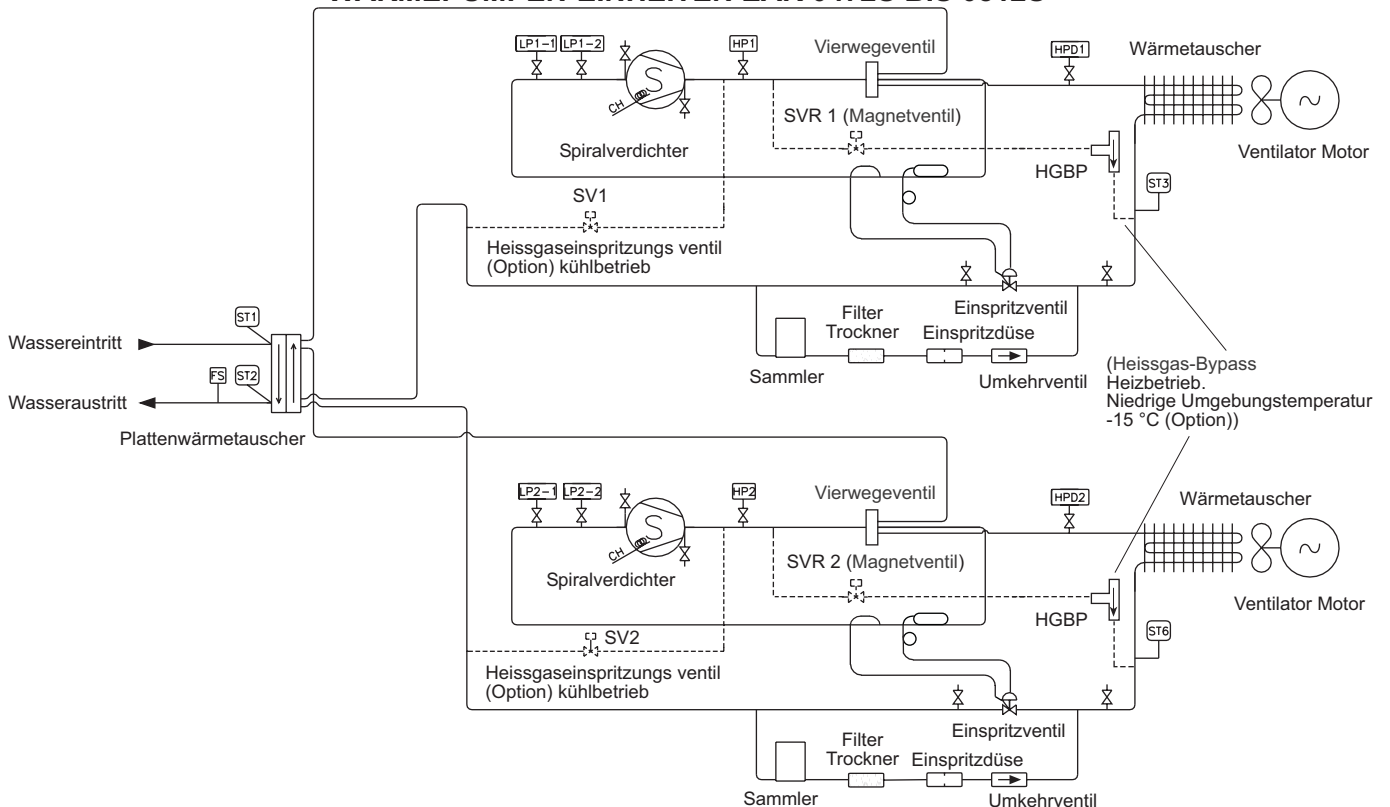 LP1-1
LP1-2
HP1
Vierwegeventil
HPD1
Wärmetauscher
S
CH
SVR 1 (Magnetventil)
Spiralverdichter
HGBP
Ventilator Motor
ST3
SV1
Heissgaseinspritzungs ventil
(Option) kühlbetrieb
Einspritzventil
ST1
Wassereintritt
Filter
Trockner
Einspritzdüse
Sammler
Umkehrventil
(Heissgas-Bypass
Heizbetrieb.
Niedrige Umgebungstemperatur
-15 °C (Option))
FS
ST2
Wasseraustritt
Plattenwärmetauscher
LP2-1
LP2-2
HP2
Vierwegeventil
HPD2
Wärmetauscher
S
CH
SVR 2 (Magnetventil)
Spiralverdichter
HGBP
Ventilator Motor
ST6
SV2
Heissgaseinspritzungs ventil
(Option) kühlbetrieb
Einspritzventil
Filter
Trockner
Einspritzdüse
Sammler
Umkehrventil